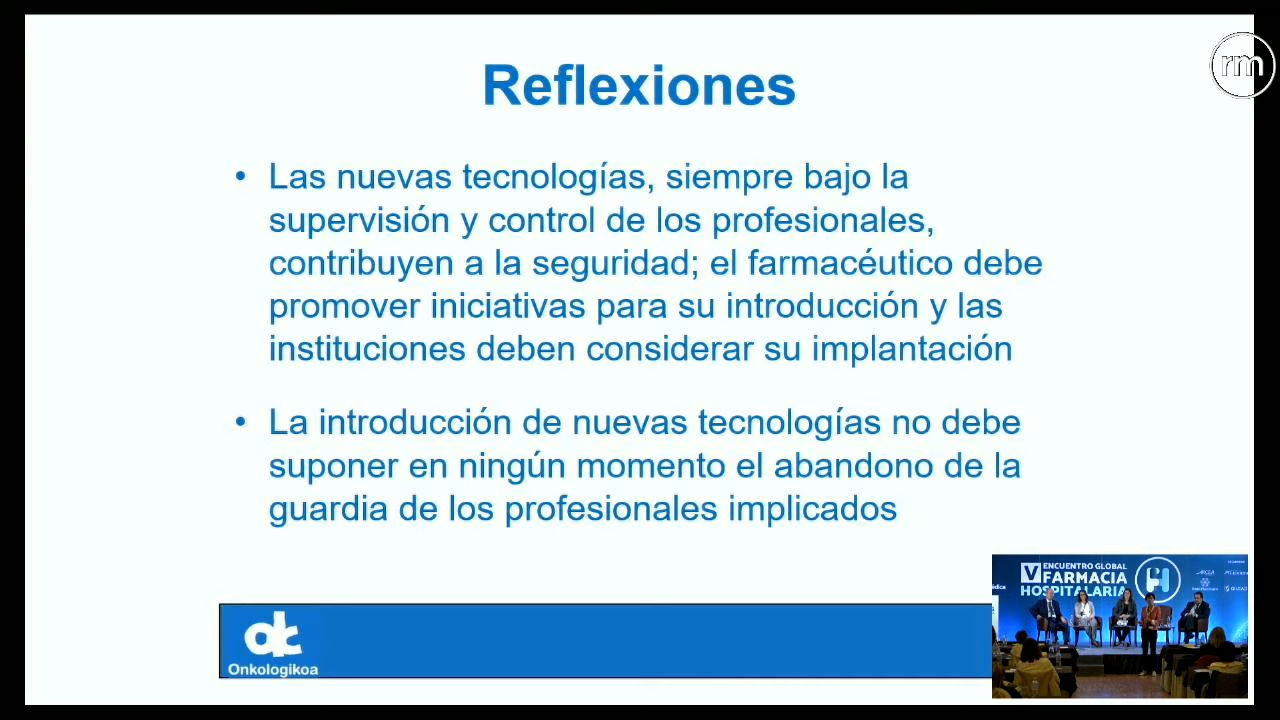 rm
Reflexiones
• Las nuevas tecnologías, siempre bajo la
supervisión y control de los profesionales,
contribuyen a la seguridad; el farmacéutico debe
promover iniciativas para su introducción y las
instituciones deben considerar su implantación
• La introducción de nuevas tecnologías no debe
suponer en ningún momento el abandono de la
guardia de los profesionales implicados
Onkologikoa
V ENCUENTRO GLOBAL
FARMACIA
HOSPITALARIA
GILEAD